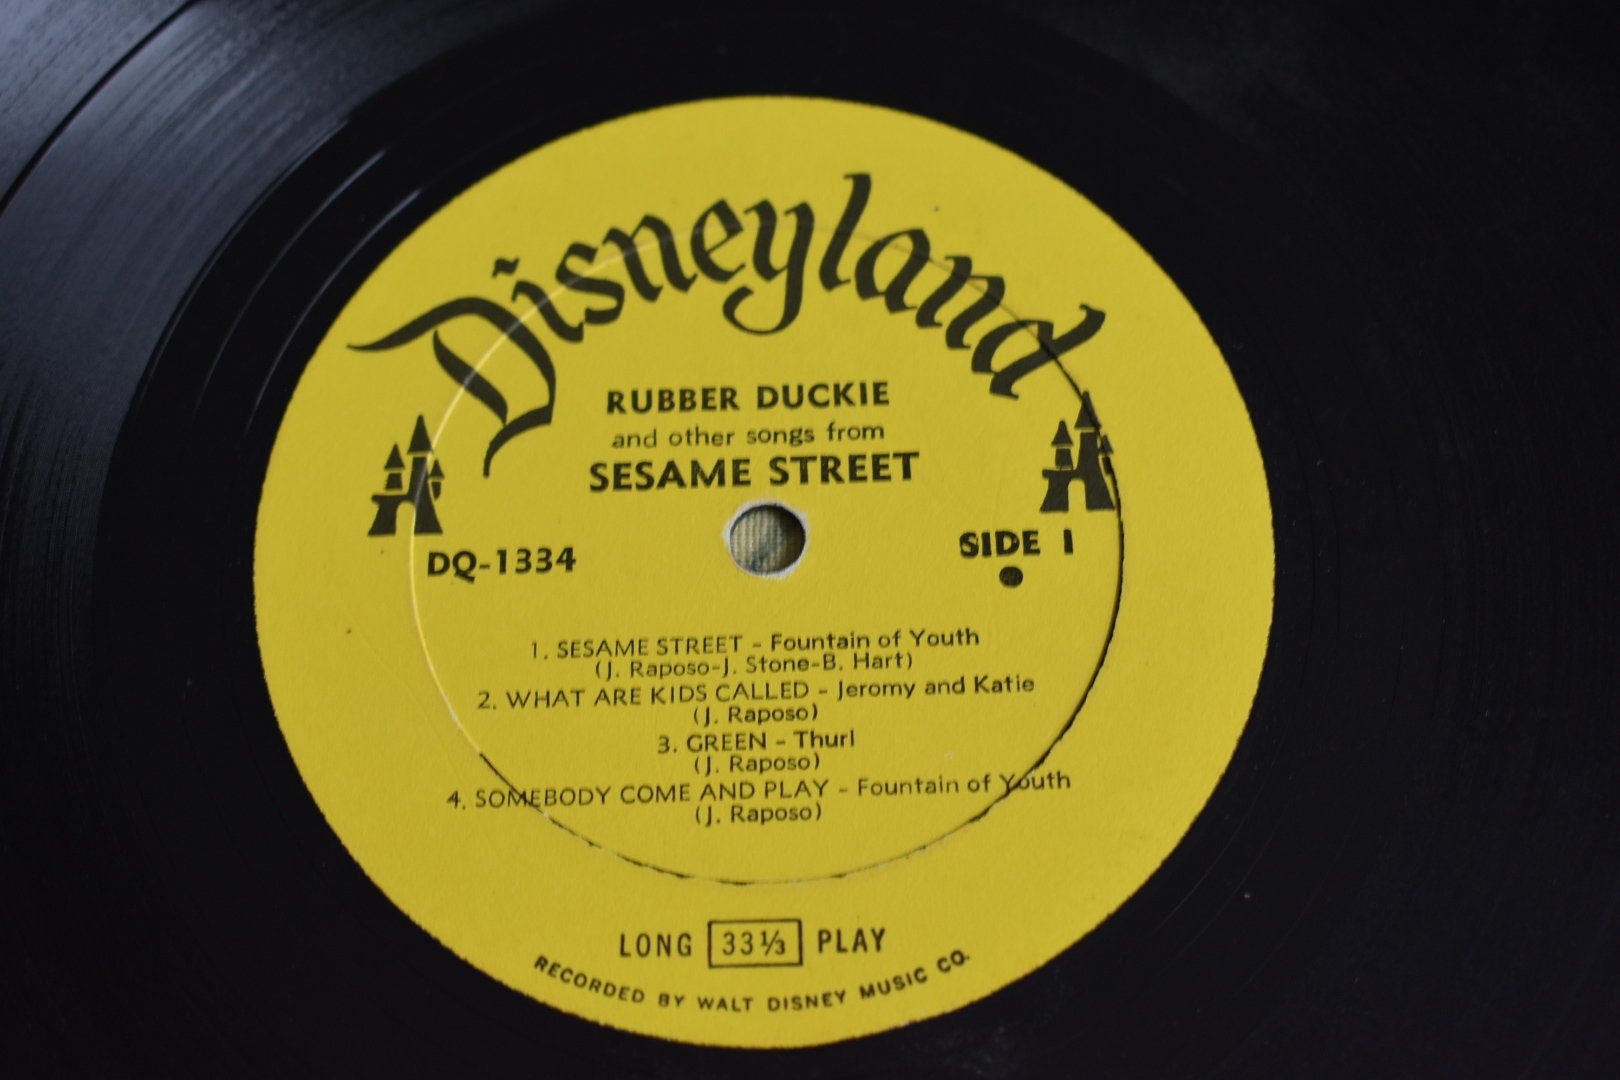 Disneyland
RUBBER DUCKIE
and other songs from
SESAME STREET
DQ-1334
SIDE 1
1. SESAME STREET - Fountain of Youth
(J. Raposo-J. Stone-B. Hart)
2. WHAT ARE KIDS CALLED - Jeromy and Katie
(J. Raposo)
3. GREEN - Thurl
(J. Raposo)
4. SOMEBODY COME AND PLAY - Fountain of Youth
(J. Raposo)
LONG 33⅓ PLAY
RECORDED BY WALT DISNEY MUSIC CO.